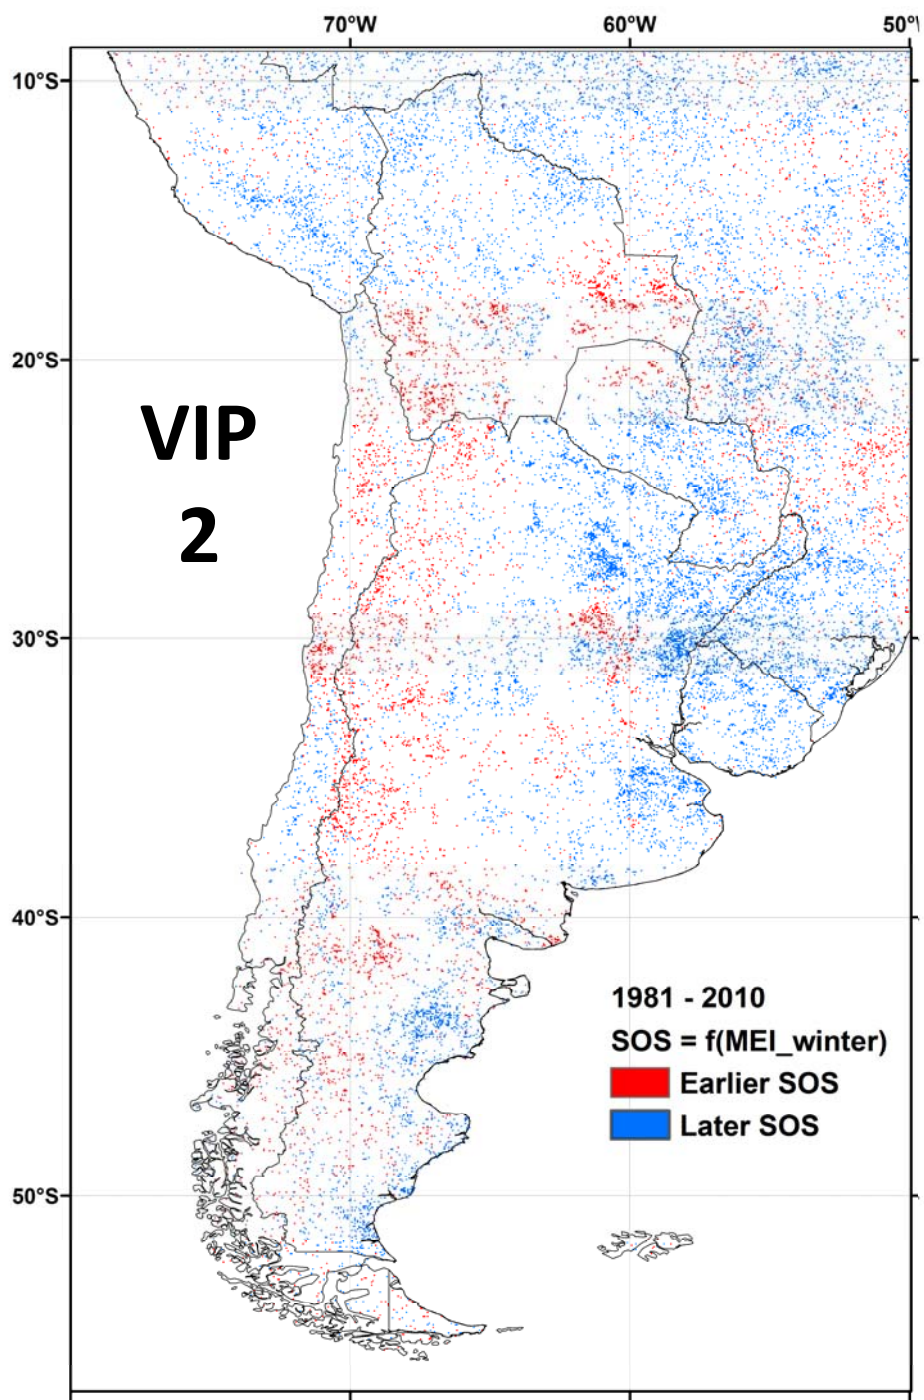 70°W 60°W 50°
10°S
20°S
VIP
2
30°S
40°S
1981 - 2010
SOS = f(MEI_winter)
Earlier SOS
Later SOS
50°S